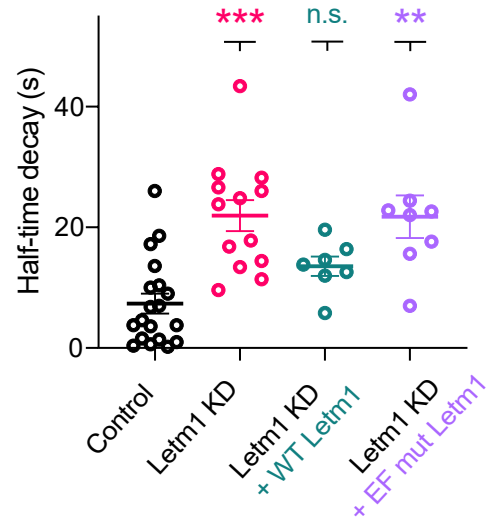 *** n.s. **
Half-time decay (s)
40
20
0
Control
Letm1 KD
Letm1 KD
+ WT Letm1
Letm1 KD
+ EF mut Letm1